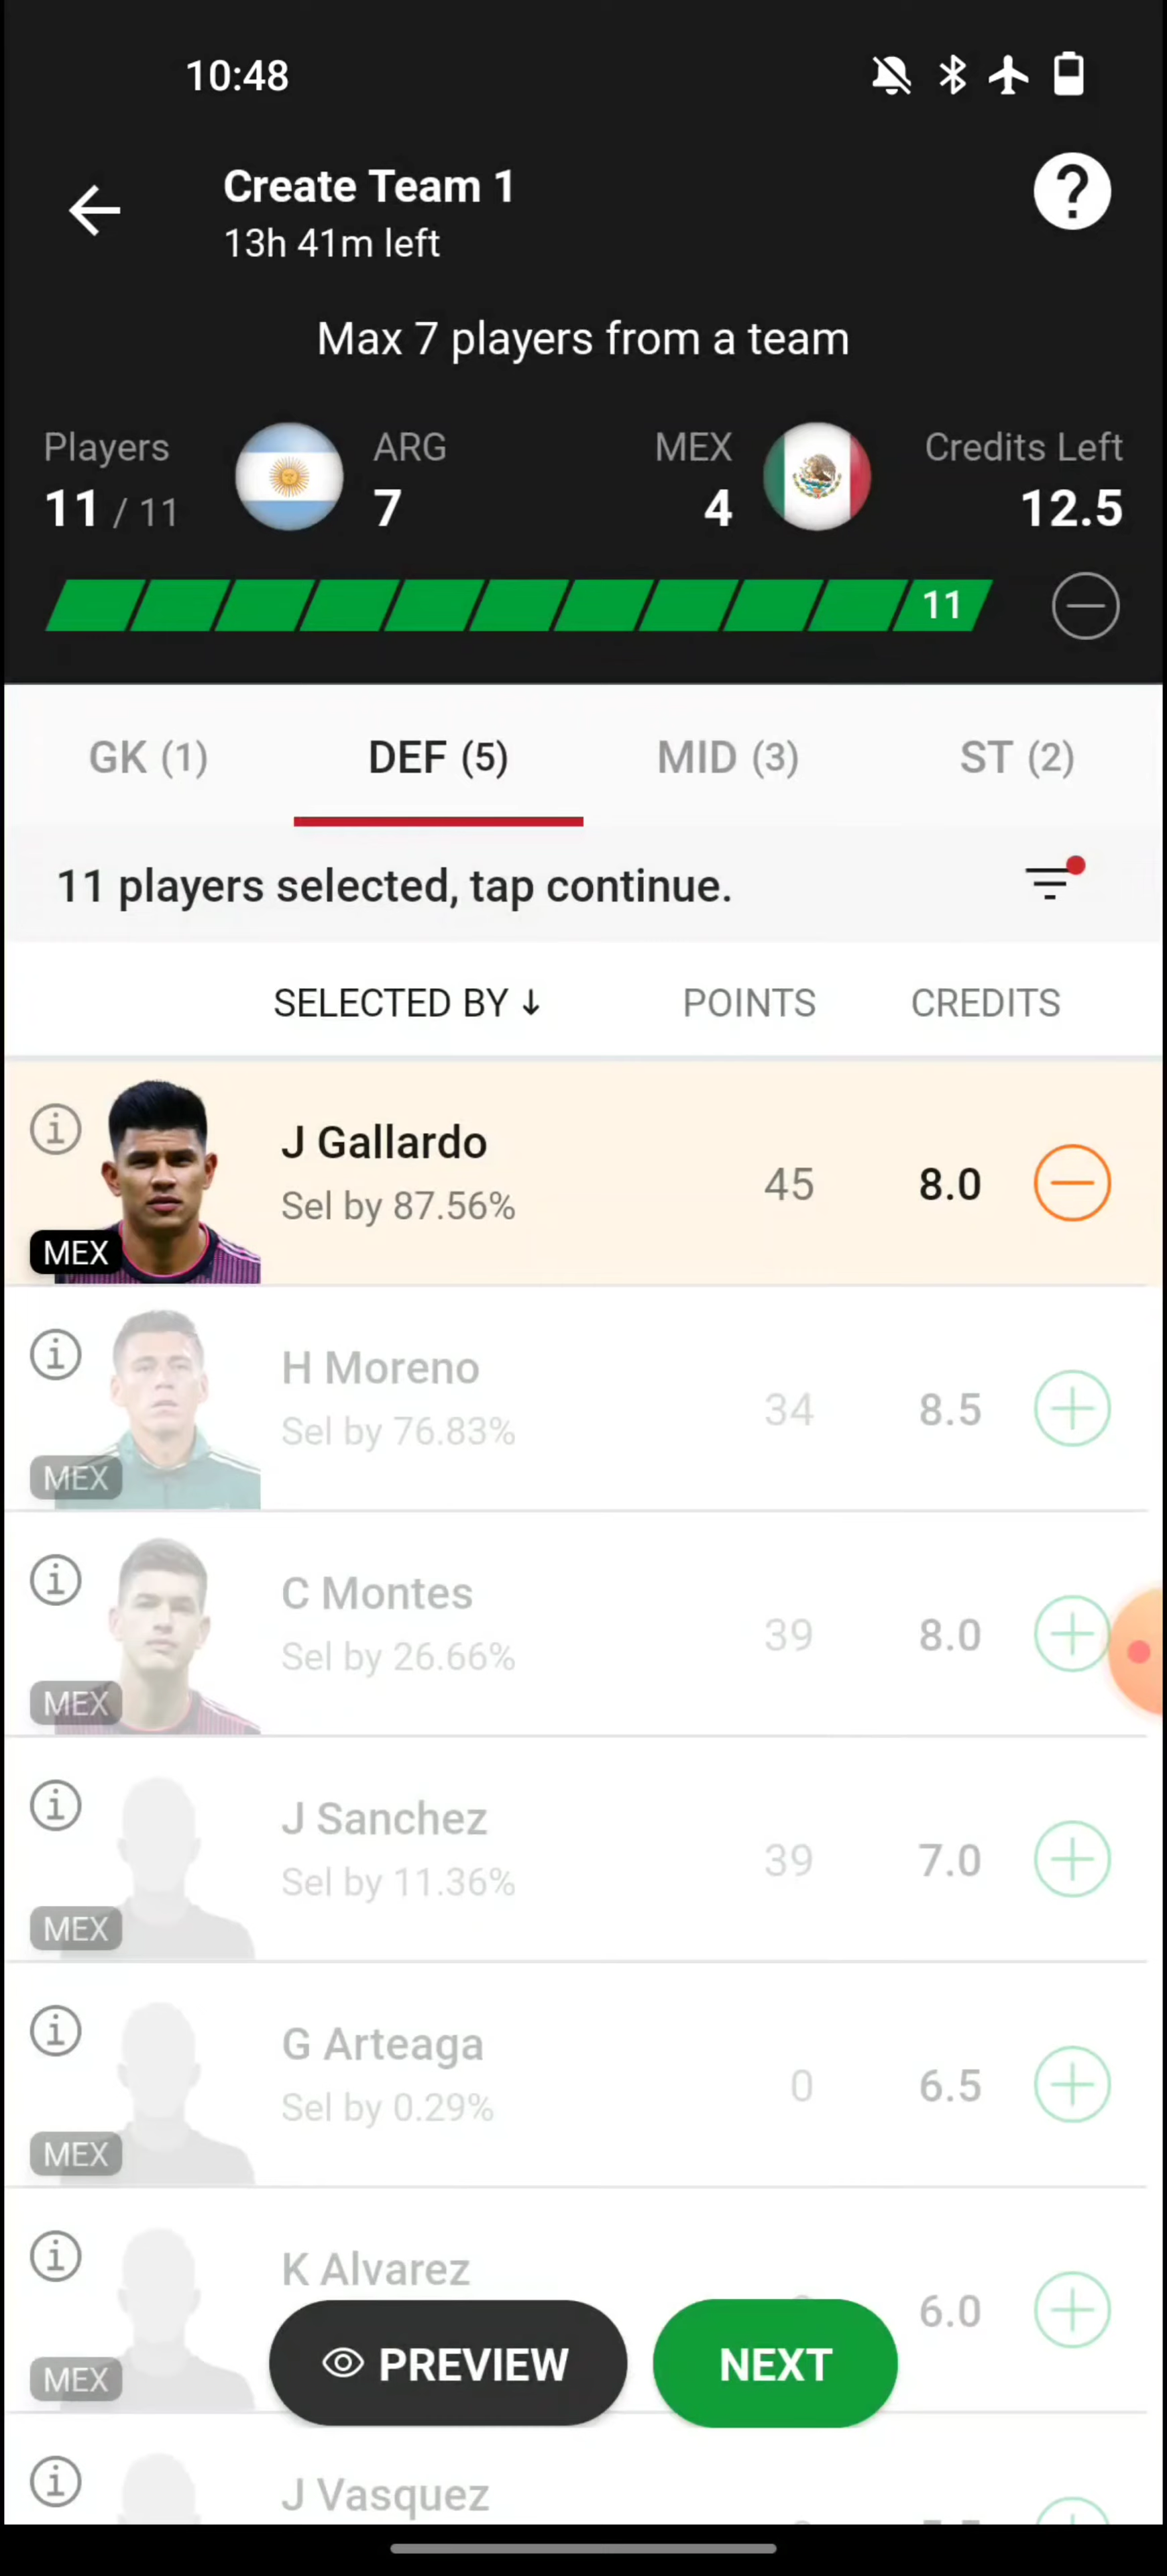 10:48
Create Team 1
13h 41m left
Max 7 players from a team
Players ARG MEX Credits Left
11 / 11 7 4 12.5
11
GK (1) DEF (5) MID (3) ST (2)
11 players selected, tap continue.
SELECTED BY ↓ POINTS CREDITS
J Gallardo
Sel by 87.56% 45 8.0
MEX
H Moreno
Sel by 76.83% 34 8.5
MEX
C Montes
Sel by 26.66% 39 8.0
MEX
J Sanchez
Sel by 11.36% 39 7.0
MEX
G Arteaga
Sel by 0.29% 0 6.5
MEX
K Alvarez
6.0
MEX
PREVIEW NEXT
J Vasquez